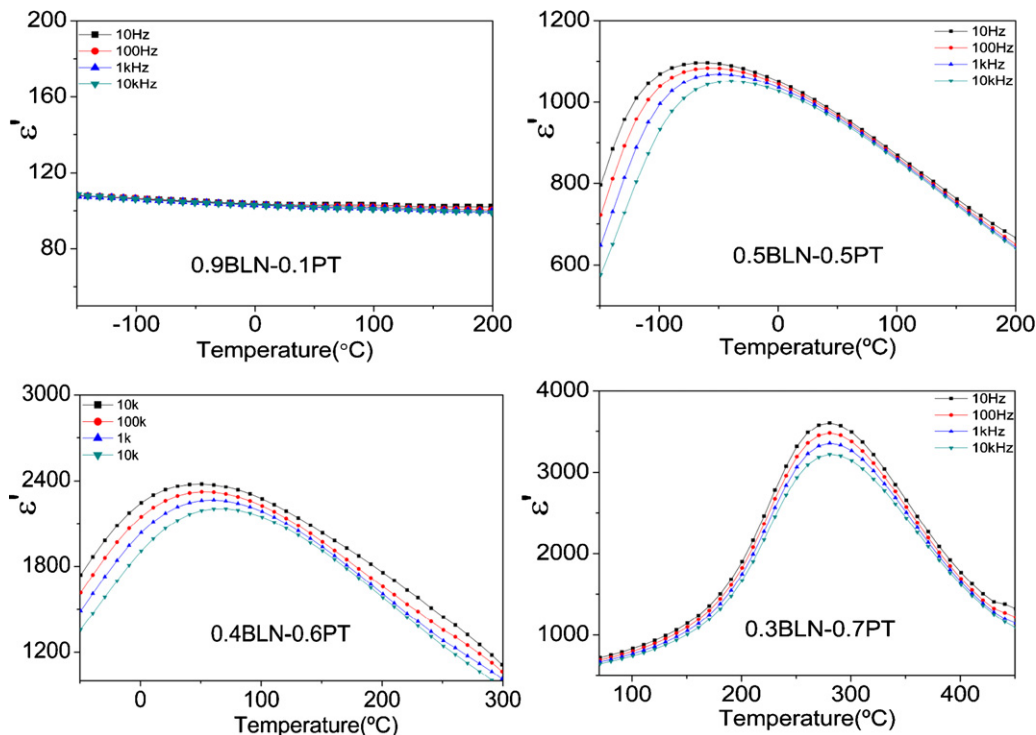 200
160
120
80
ε'
10Hz
100Hz
1kHz
10kHz
0.9BLN-0.1PT
-100 0 100 200
Temperature(°C)
1200
1000
800
600
ε'
10Hz
100Hz
1kHz
10kHz
0.5BLN-0.5PT
-100 0 100 200
Temperature(ºC)
3000
2400
1800
1200
ε'
10k
100k
1k
10k
0.4BLN-0.6PT
0 100 200 300
Temperature(ºC)
4000
3000
2000
1000
ε'
10Hz
100Hz
1kHz
10kHz
0.3BLN-0.7PT
100 200 300 400
Temperature(ºC)